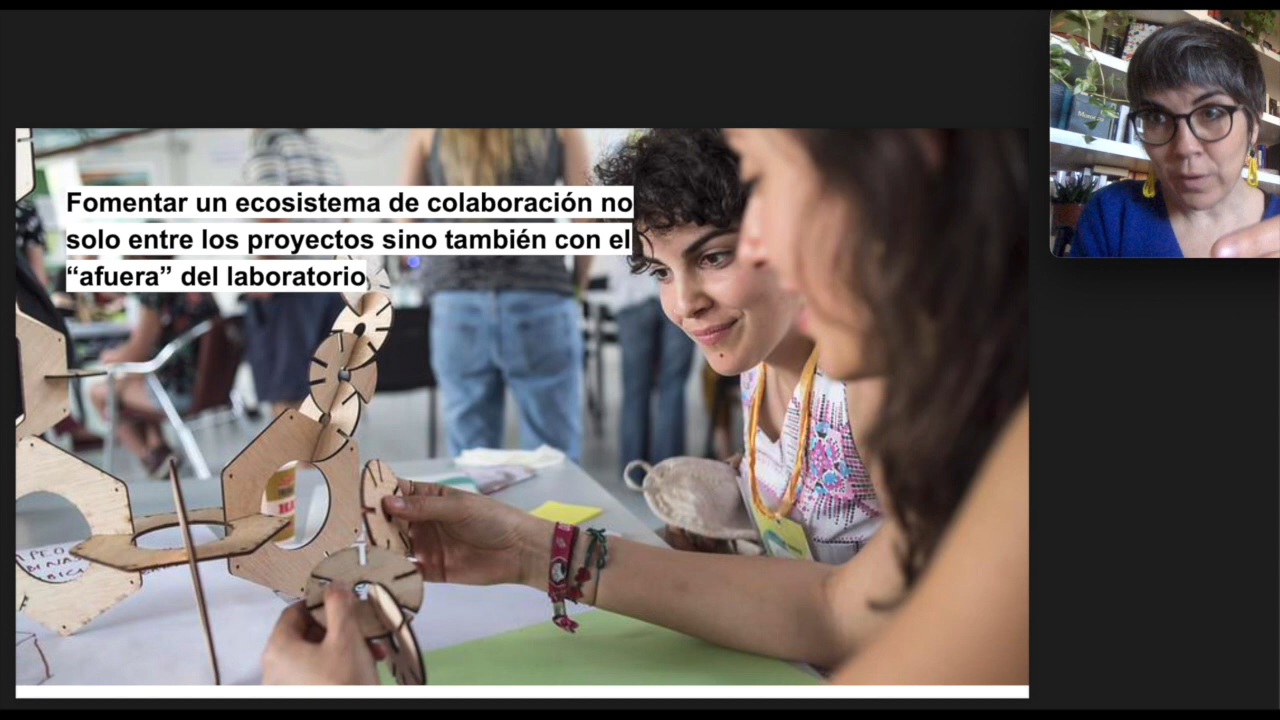 Fomentar un ecosistema de colaboración no
solo entre los proyectos sino también con el
“afuera” del laboratorio